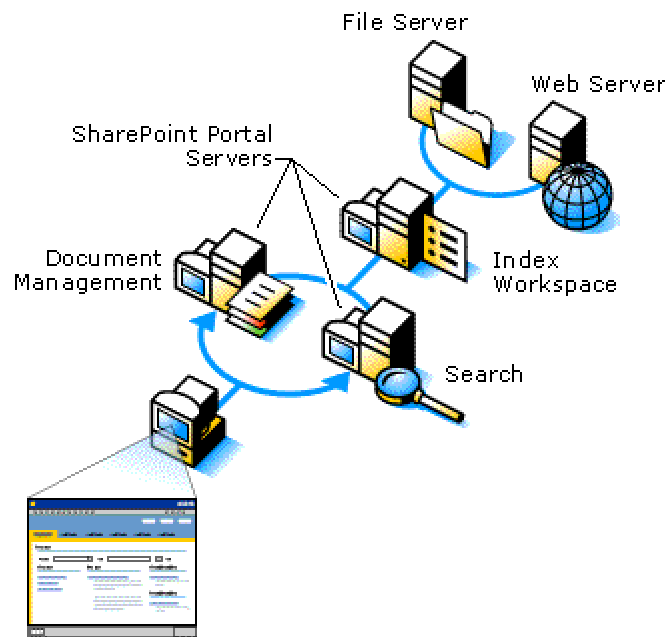 File Server
Web Server
SharePoint Portal
Servers
Document
Management
Index
Workspace
Search